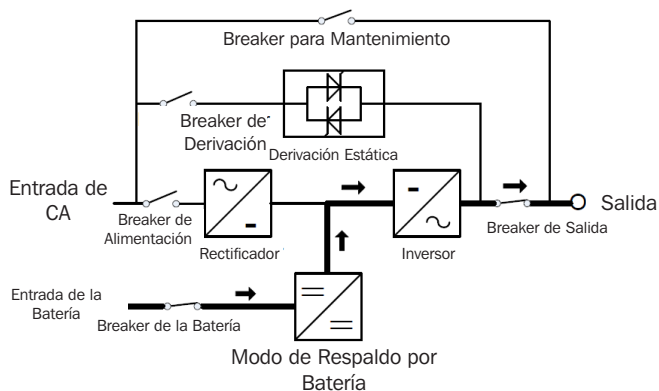 Breaker para Mantenimiento
Breaker de
Derivación
Derivación Estática
Entrada de
CA
Breaker de
Alimentación
Rectificador
Inversor
Breaker de Salida
Salida
Entrada de la
Batería
Breaker de la Batería
Modo de Respaldo por
Batería